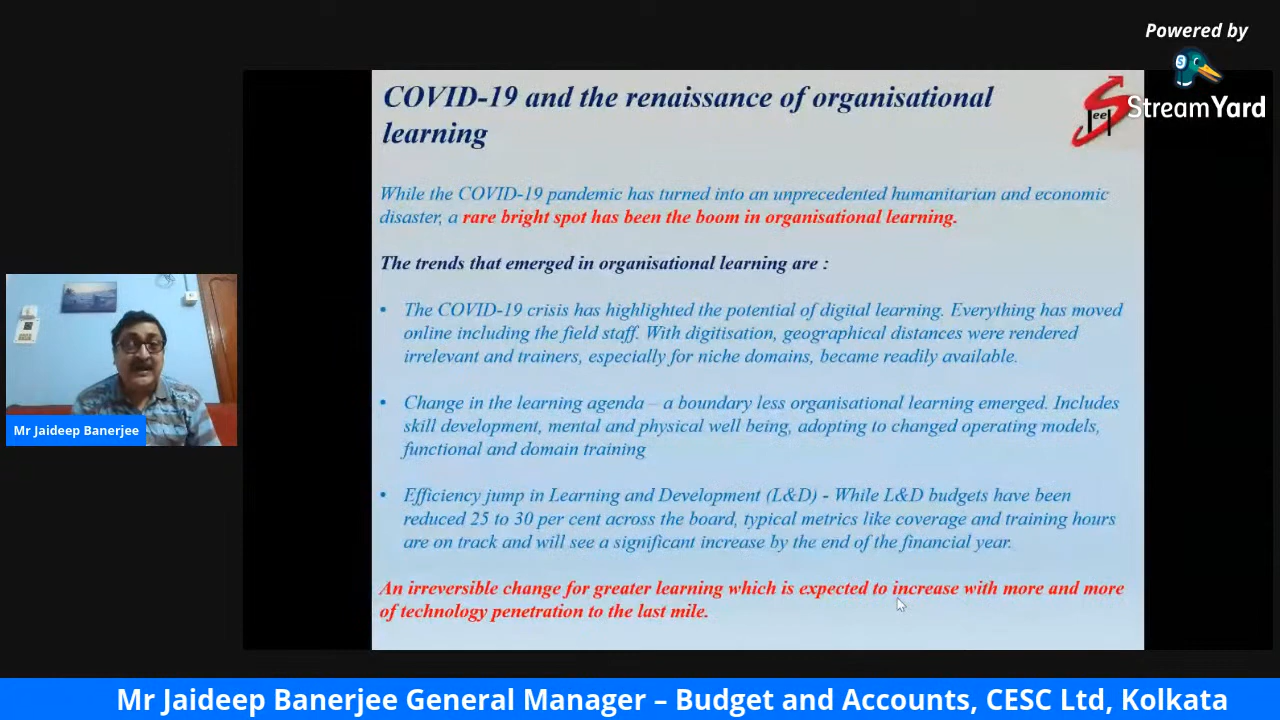 Powered by
StreamYard
COVID-19 and the renaissance of organisational
learning
S
eel
While the COVID-19 pandemic has turned into an unprecedented humanitarian and economic
disaster, a rare bright spot has been the boom in organisational learning.
The trends that emerged in organisational learning are :
• The COVID-19 crisis has highlighted the potential of digital learning. Everything has moved
online including the field staff. With digitisation, geographical distances were rendered
irrelevant and trainers, especially for niche domains, became readily available.
• Change in the learning agenda – a boundary less organisational learning emerged. Includes
skill development, mental and physical well being, adopting to changed operating models,
functional and domain training
• Efficiency jump in Learning and Development (L&D) - While L&D budgets have been
reduced 25 to 30 per cent across the board, typical metrics like coverage and training hours
are on track and will see a significant increase by the end of the financial year.
An irreversible change for greater learning which is expected to increase with more and more
of technology penetration to the last mile.
Mr Jaideep Banerjee
Mr Jaideep Banerjee General Manager – Budget and Accounts, CESC Ltd, Kolkata